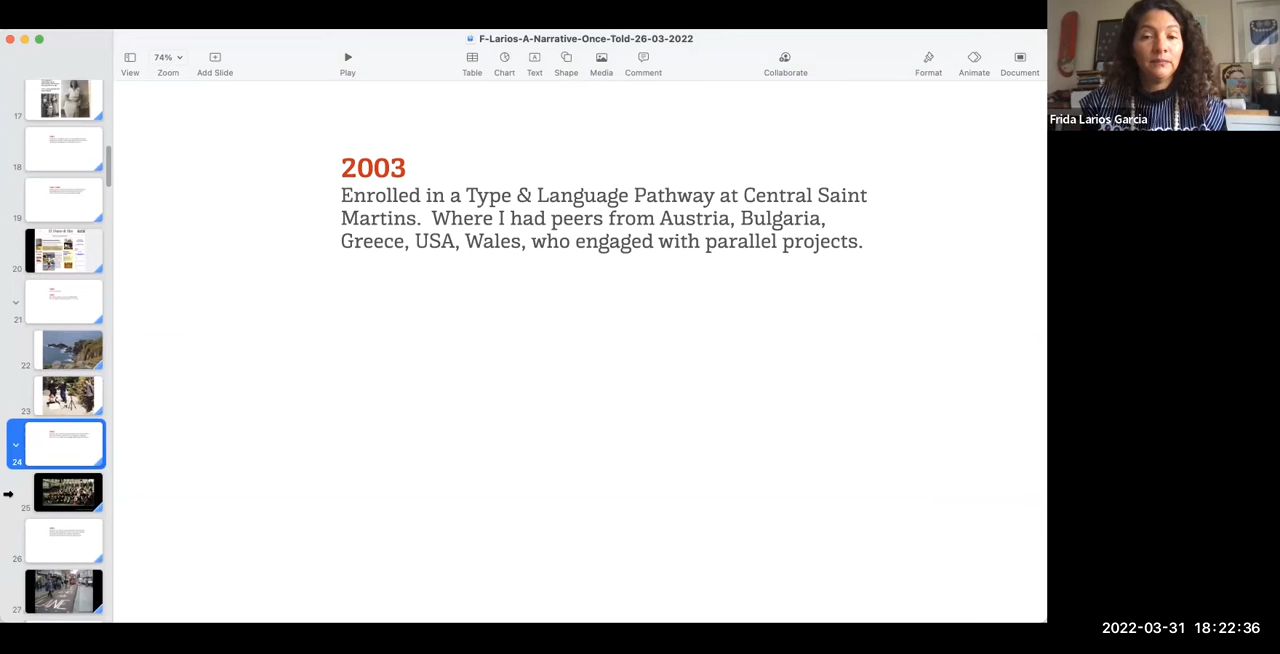 F-Larios-A-Narrative-Once-Told-26-03-2022
74%
View
Zoom
Add Slide
Play
Table
Chart
Text
Shape
Media
Comment
Collaborate
Format
Animate
Document
Frida Larios Garcia
17
18
19
20
21
22
23
24
25
26
27
2003
Enrolled in a Type & Language Pathway at Central Saint
Martins. Where I had peers from Austria, Bulgaria,
Greece, USA, Wales, who engaged with parallel projects.
2022-03-31 18:22:36